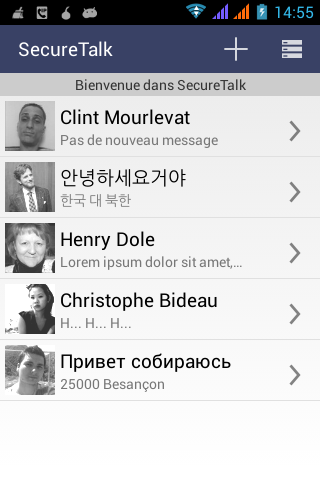 14:55
SecureTalk
Bienvenue dans SecureTalk
Clint Mourlevat
Pas de nouveau message
안녕하세요거야
한국 대 북한
Henry Dole
Lorem ipsum dolor sit amet,...
Christophe Bideau
H... H... H...
Привет собираюсь
25000 Besançon